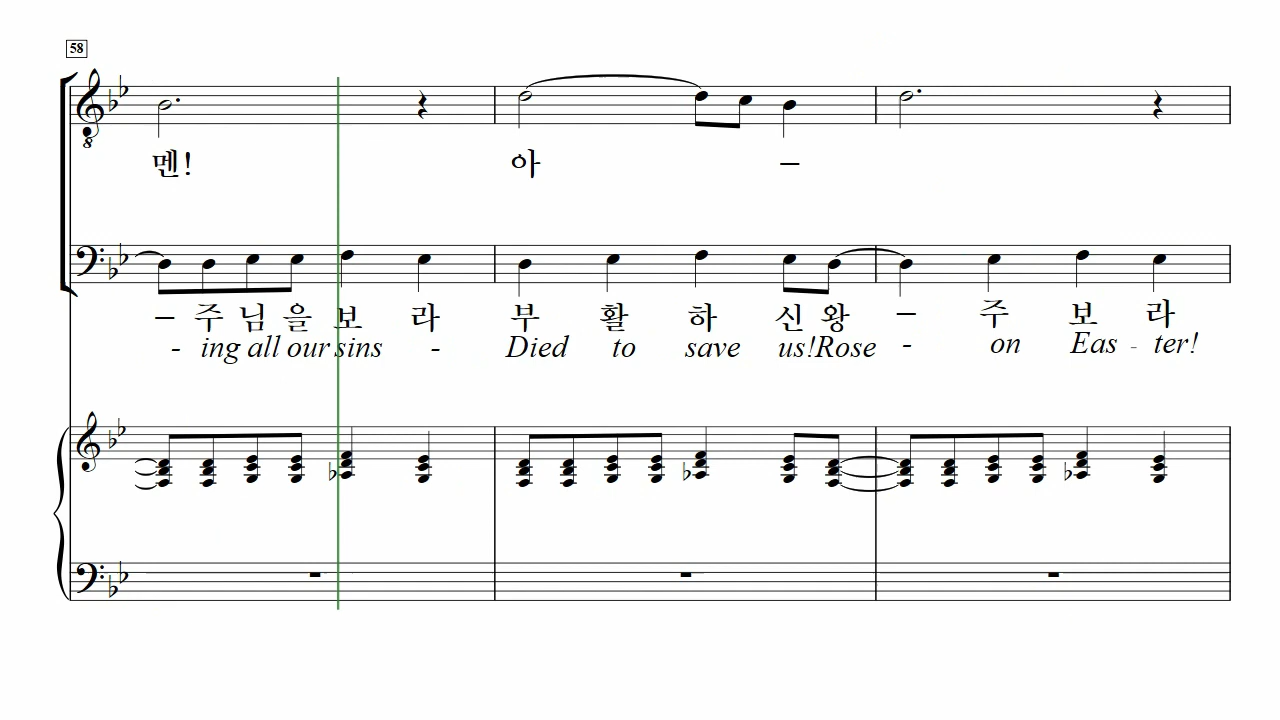 58
8
멘! 아 –
– 주 님 을 보 라 부 활 하 신 왕 – 주 보 라
- ing all our sins - Died to save us! Rose - on Eas - ter!